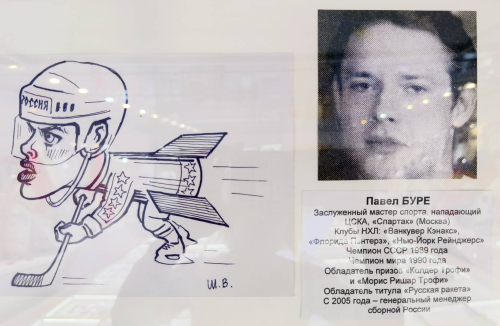 РОССИЯ
Ш.В.
Павел БУРЕ
Заслуженный мастер спорта, нападающий
ЦСКА, «Спартак» (Москва)
Клубы НХЛ: «Ванкувер Кэнакс»,
«Флорида Пантерз», «Нью-Йорк Рейнджерс»
Чемпион СССР 1989 года
Чемпион мира 1990 года
Обладатель призов «Колдер Трофи»
и «Морис Ришар Трофи»
Обладатель титула «Русская ракета»
С 2005 года – генеральный менеджер
сборной России